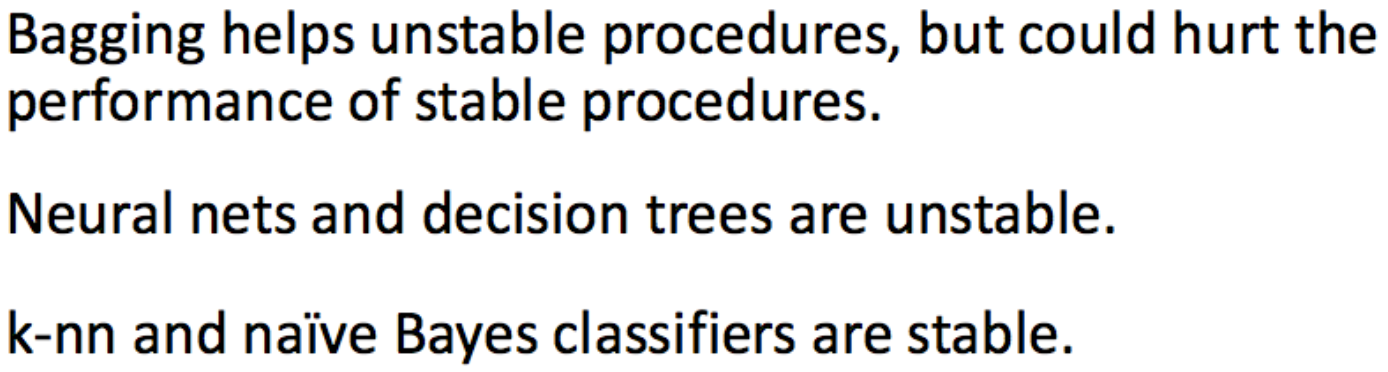 Bagging helps unstable procedures, but could hurt the
performance of stable procedures.
Neural nets and decision trees are unstable.
k-nn and naïve Bayes classifiers are stable.